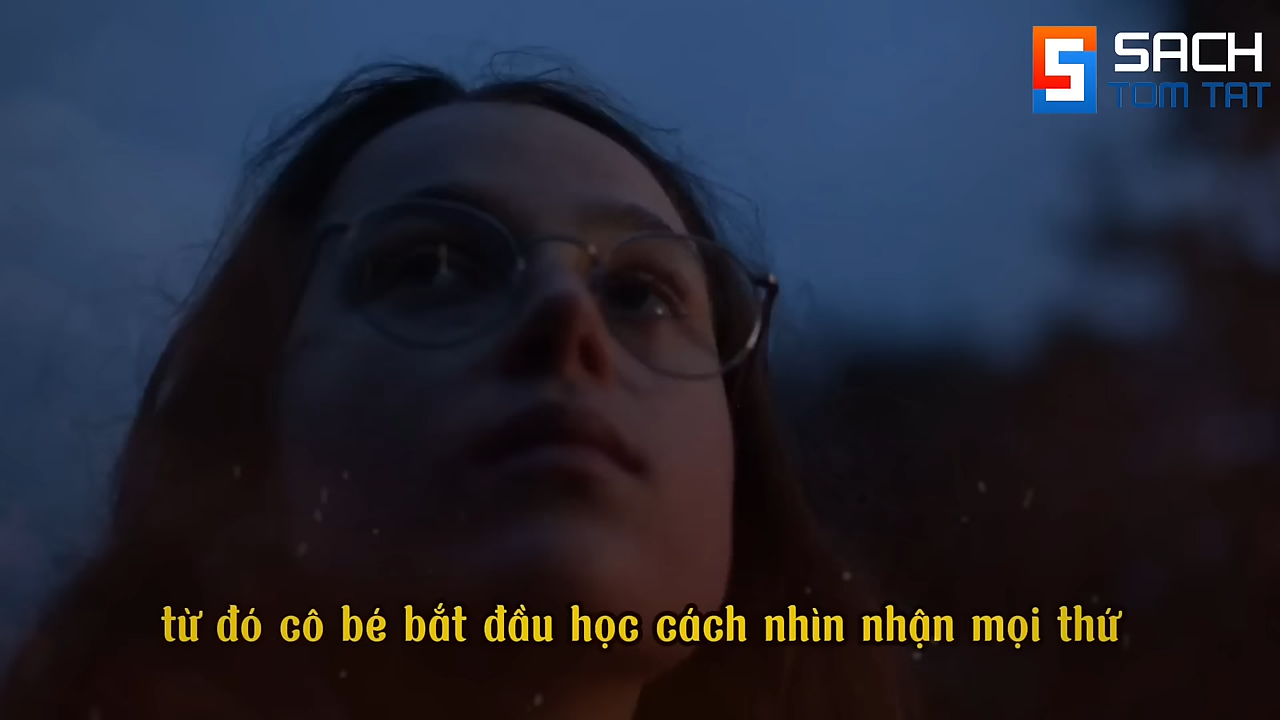 SACH
TOM TAT
từ đó cô bé bắt đầu học cách nhìn nhận mọi thứ